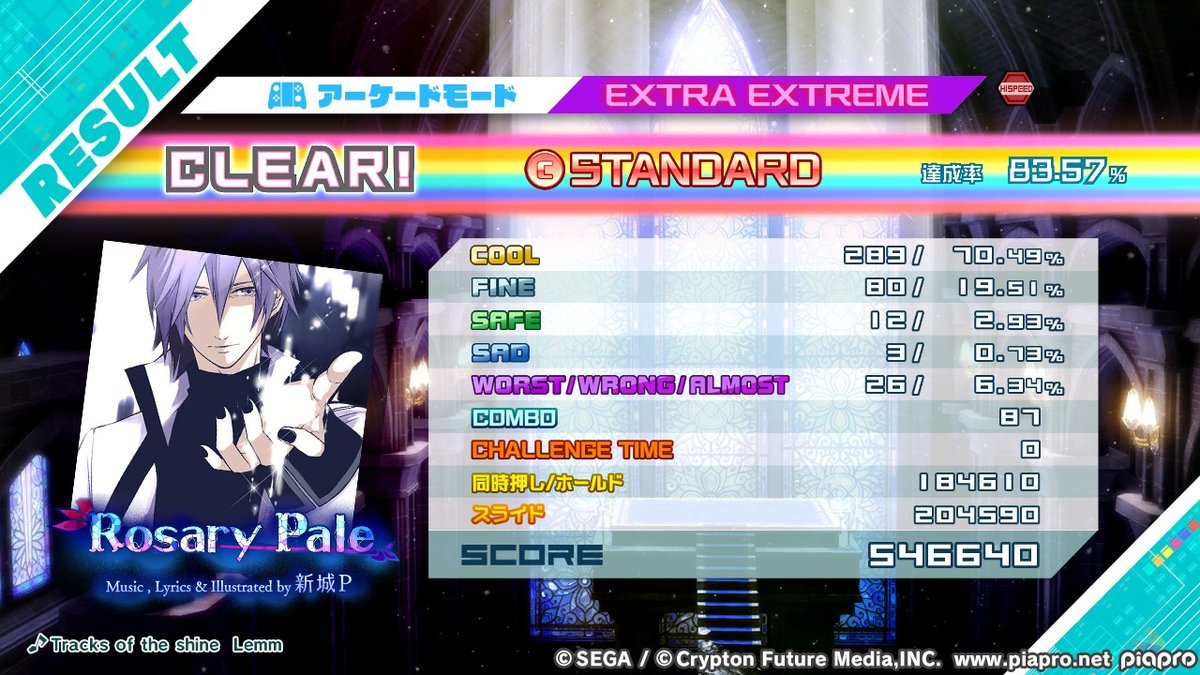 RESULT
アーケードモード
EXTRA EXTREME
HISPEED
CLEAR!
C STANDARD
達成率 83.57%
COOL 289/ 70.49%
FINE 80/ 19.51%
SAFE 12/ 2.93%
SAD 3/ 0.73%
WORST/WRONG/ALMOST 26/ 6.34%
COMBO 87
CHALLENGE TIME 0
同時押し/ホールド 184610
スライド 204590
SCORE 546640
Rosary Pale
Music , Lyrics & Illustrated by 新城P
♪Tracks of the shine Lemm
©SEGA / ©Crypton Future Media,INC. www.piapro.net piapro